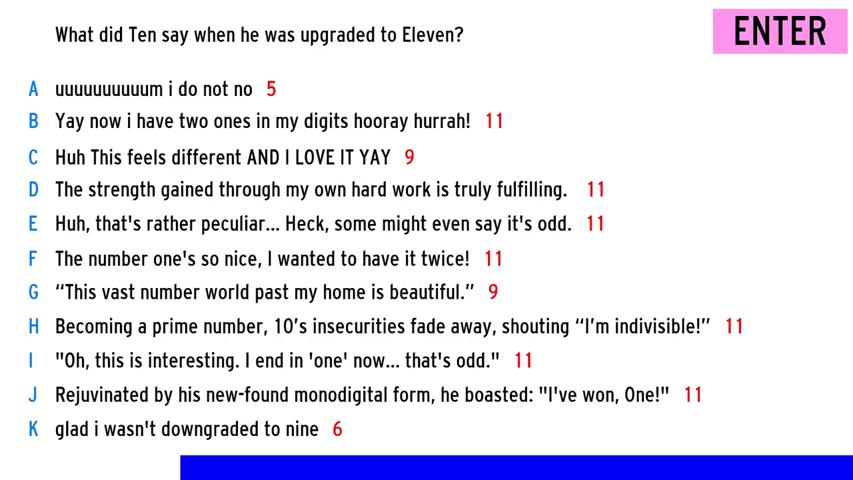 What did Ten say when he was upgraded to Eleven?
ENTER
A uuuuuuuuuum i do not no 5
B Yay now i have two ones in my digits hooray hurrah! 11
C Huh This feels different AND I LOVE IT YAY 9
D The strength gained through my own hard work is truly fulfilling. 11
E Huh, that's rather peculiar... Heck, some might even say it's odd. 11
F The number one's so nice, I wanted to have it twice! 11
G “This vast number world past my home is beautiful.” 9
H Becoming a prime number, 10’s insecurities fade away, shouting “I’m indivisible!” 11
I "Oh, this is interesting. I end in 'one' now... that's odd." 11
J Rejuvinated by his new-found monodigital form, he boasted: "I've won, One!" 11
K glad i wasn't downgraded to nine 6